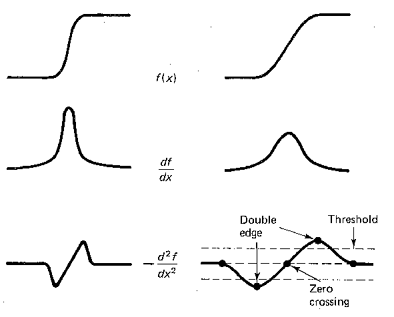 f(x)
df
dx
Double
edge
Threshold
- d²f
dx²
Zero
crossing